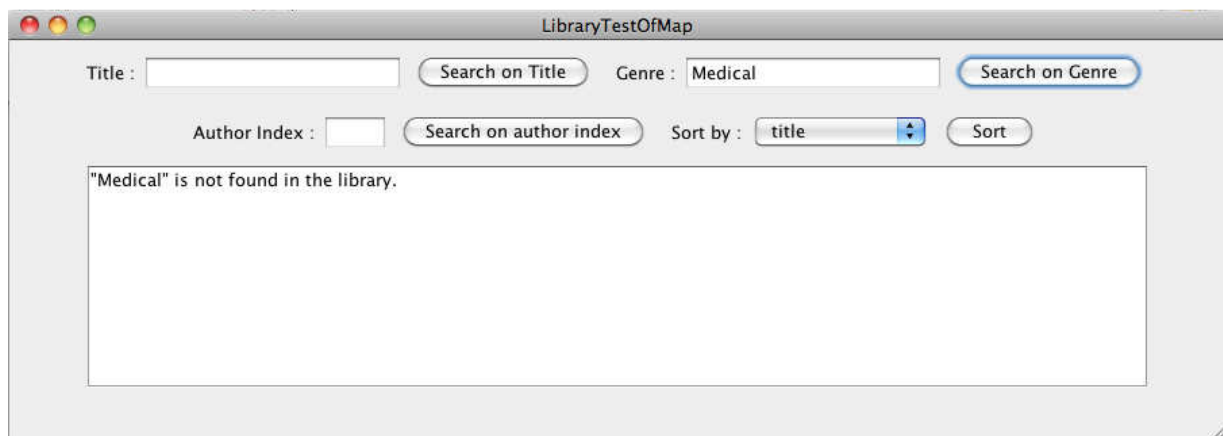 LibraryTestOfMap
Title : Search on Title Genre : Medical Search on Genre
Author Index : Search on author index Sort by : title Sort
"Medical" is not found in the library.